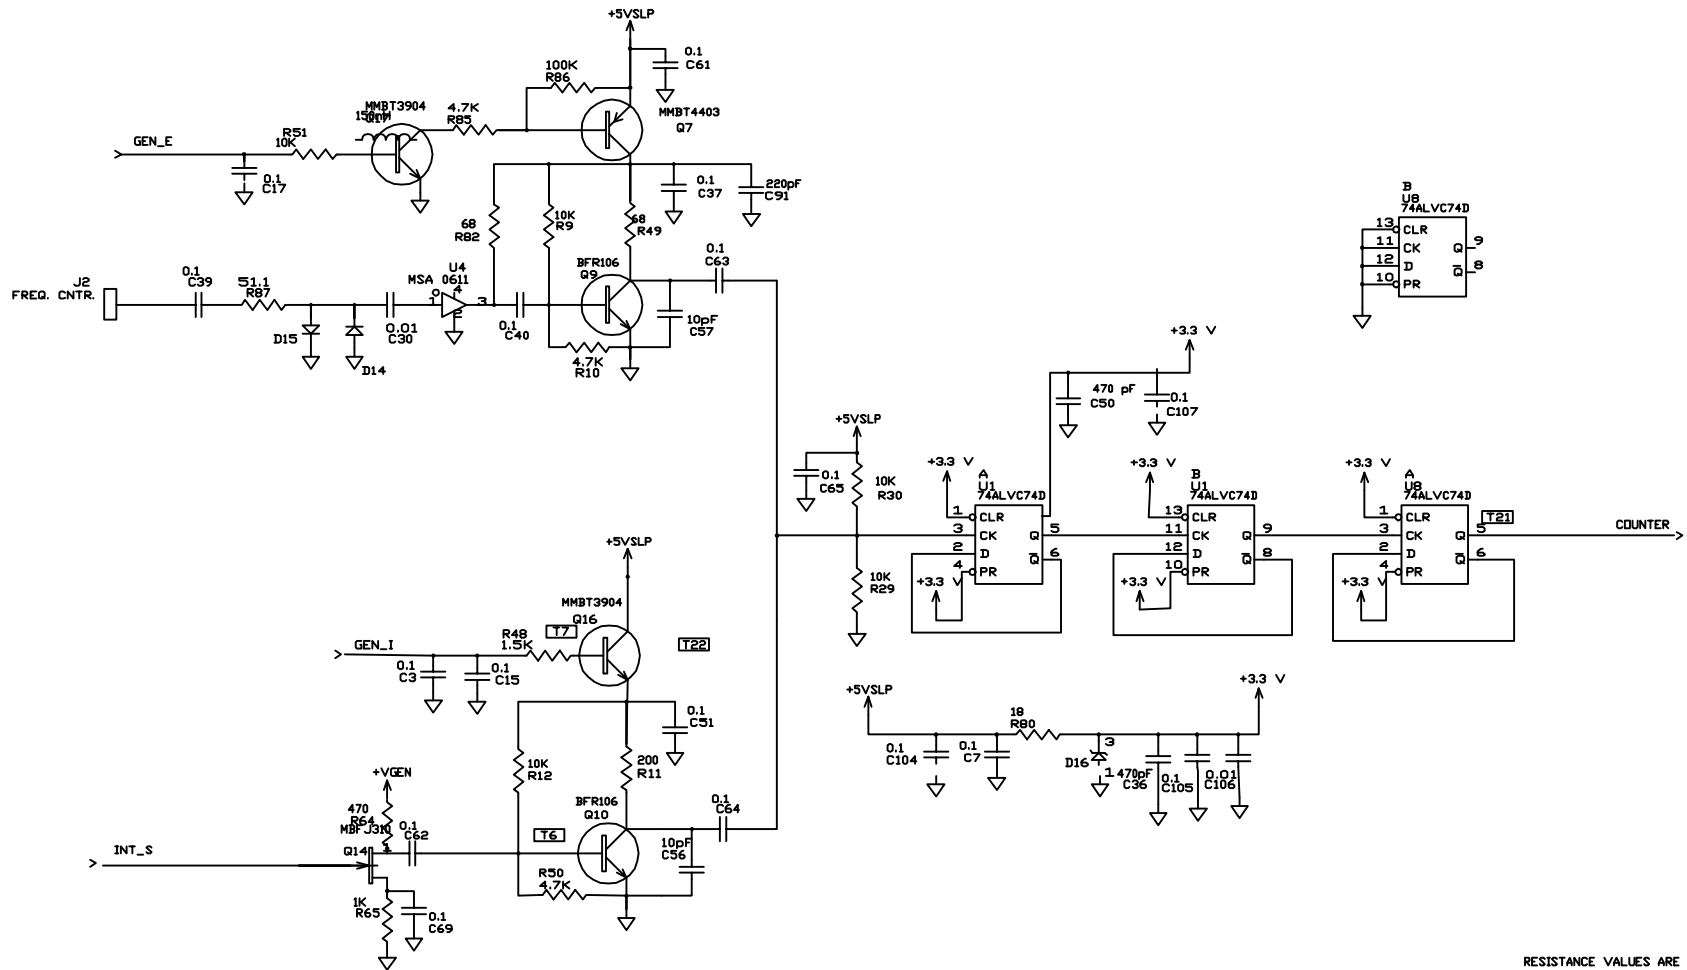 +5VSLP
0.1
C61
100K
R86
MMBT3904
Q17
4.7K
R85
MMBT4403
Q7
GEN_E
R51
10K
0.1
C17
0.1
C37
220pF
C91
68
R82
10K
R9
68
R49
B
U8
74ALVC74D
13
CLR
11
CK
Q
9
12
D
10
PR
Q
8
J2
FREQ. CNTR.
0.1
C39
51.1
R87
U4
MSA 0611
4
1
3
2
BFR106
Q9
0.1
C63
D15
D14
0.01
C30
0.1
C40
10pF
C57
4.7K
R10
+3.3 V
470 pF
C50
0.1
C107
+5VSLP
0.1
C65
10K
R30
+3.3 V
A
U1
74ALVC74D
1
CLR
3
CK
Q
5
2
D
Q
6
4
PR
+3.3 V
+3.3 V
B
U1
74ALVC74D
13
CLR
11
CK
Q
9
12
D
Q
8
10
PR
+3.3 V
+3.3 V
A
U8
74ALVC74D
1
CLR
3
CK
Q
5
2
D
Q
6
4
PR
+3.3 V
T21
COUNTER
10K
R29
+5VSLP
MMBT3904
Q16
R48
1.5K
T7
T22
GEN_I
0.1
C3
0.1
C15
0.1
C51
10K
R12
200
R11
+VGEN
470
R64
MBFJ310
Q14
0.1
C62
INT_S
1K
R65
0.1
C69
T6
BFR106
Q10
0.1
C64
10pF
C56
R50
4.7K
+5VSLP
0.1
C104
0.1
C7
18
R80
+3.3 V
3
D16
1
470pF
C36
0.1
C105
0.01
C106
RESISTANCE VALUES ARE